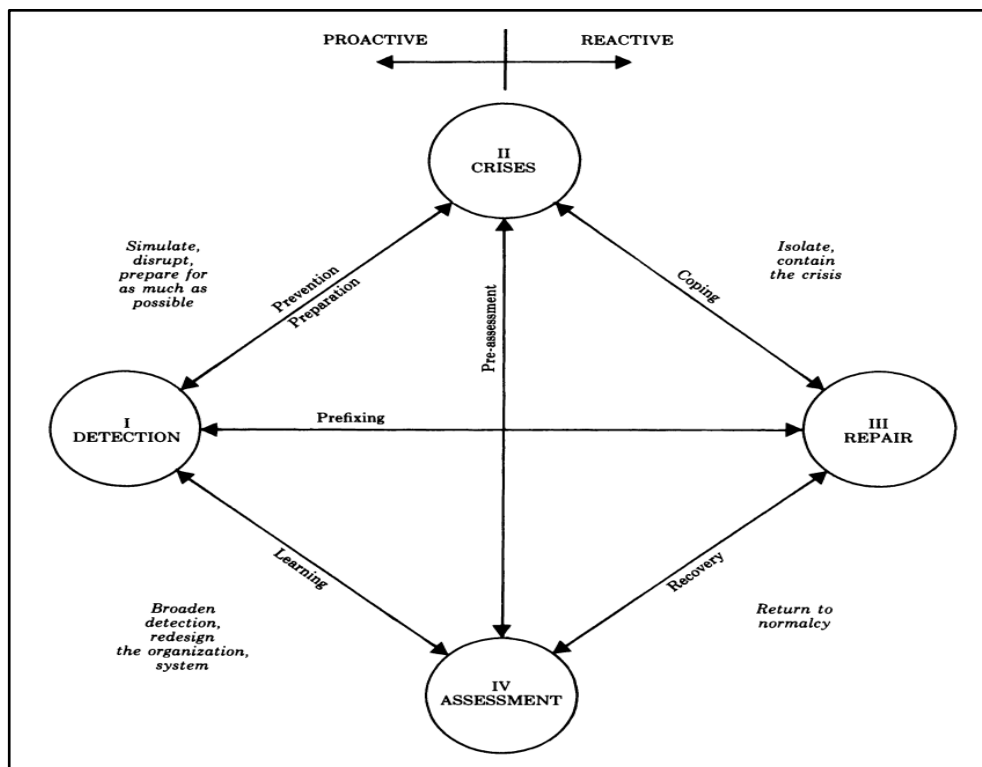 PROACTIVE
REACTIVE
II
CRISES
Simulate,
disrupt,
prepare for
as much as
possible
Prevention
Preparation
Pre-assessment
Coping
Isolate,
contain
the crisis
I
DETECTION
Prefixing
III
REPAIR
Learning
Recovery
Broaden
detection,
redesign
the organization,
system
Return to
normalcy
IV
ASSESSMENT